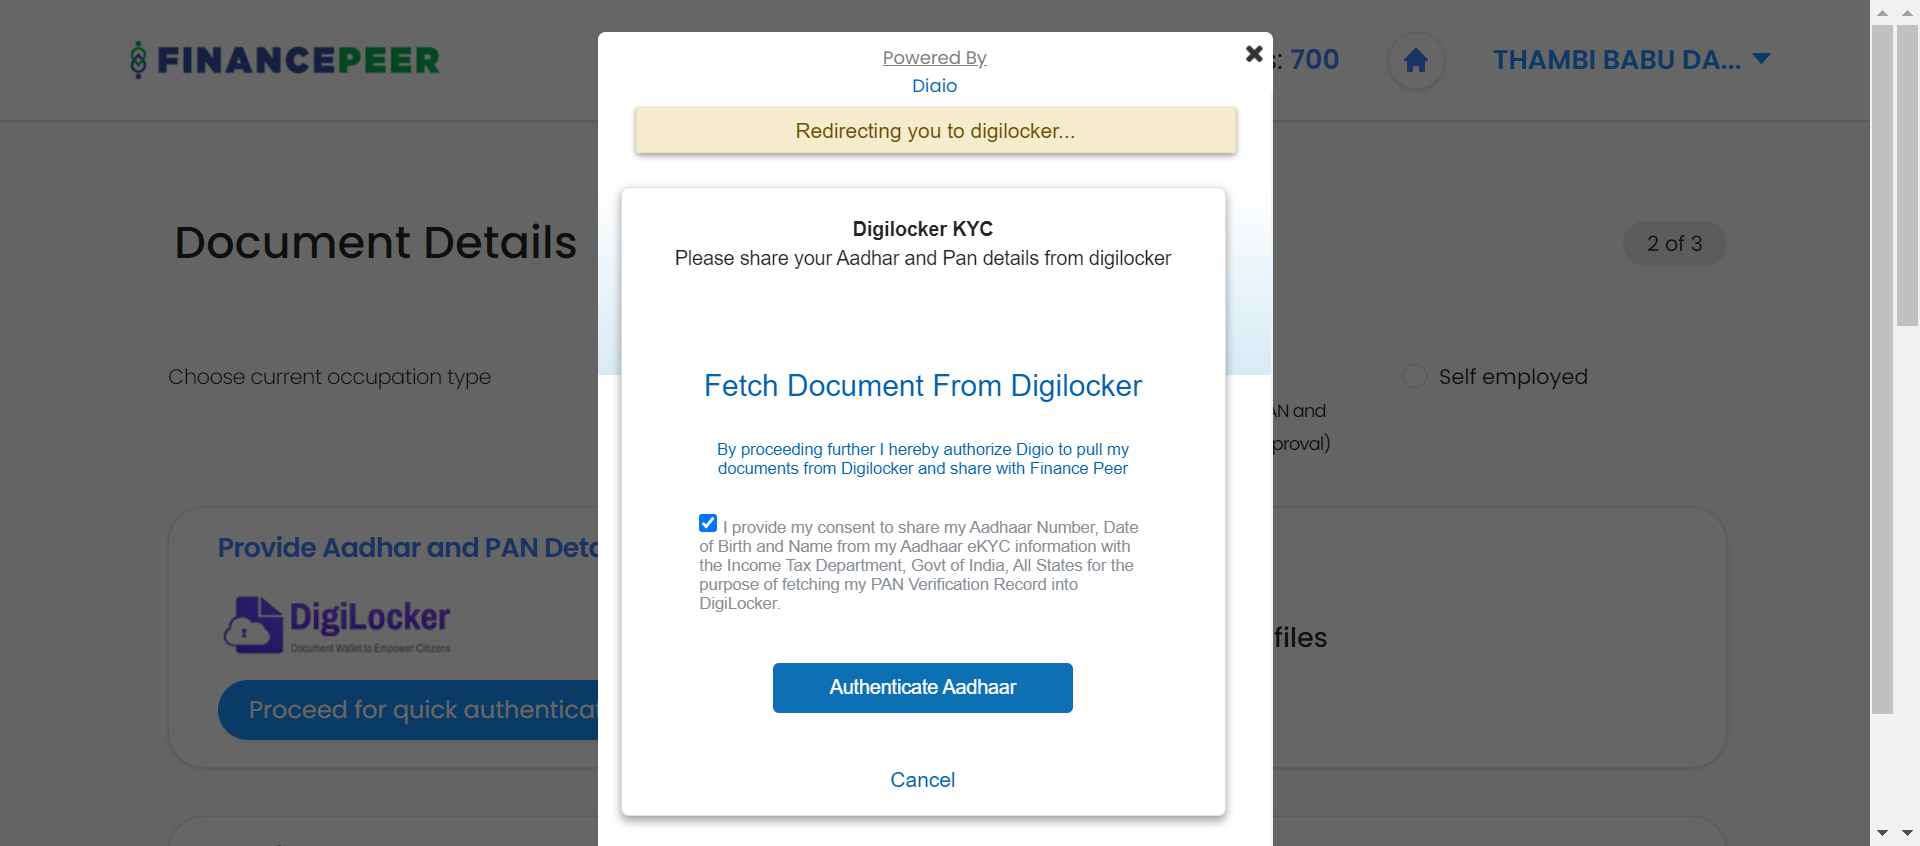 FINANCEPEER
: 700
THAMBI BABU DA...
Powered By
Digio
Redirecting you to digilocker...
Document Details
2 of 3
Digilocker KYC
Please share your Aadhar and Pan details from digilocker
Choose current occupation type
Self employed
AN and
proval)
Fetch Document From Digilocker
By proceeding further I hereby authorize Digio to pull my
documents from Digilocker and share with Finance Peer
I provide my consent to share my Aadhaar Number, Date
of Birth and Name from my Aadhaar eKYC information with
the Income Tax Department, Govt of India, All States for the
purpose of fetching my PAN Verification Record into
DigiLocker.
Provide Aadhar and PAN Deta
DigiLocker
Document Wallet to Empower Citizens
Proceed for quick authenticat
files
Authenticate Aadhaar
Cancel